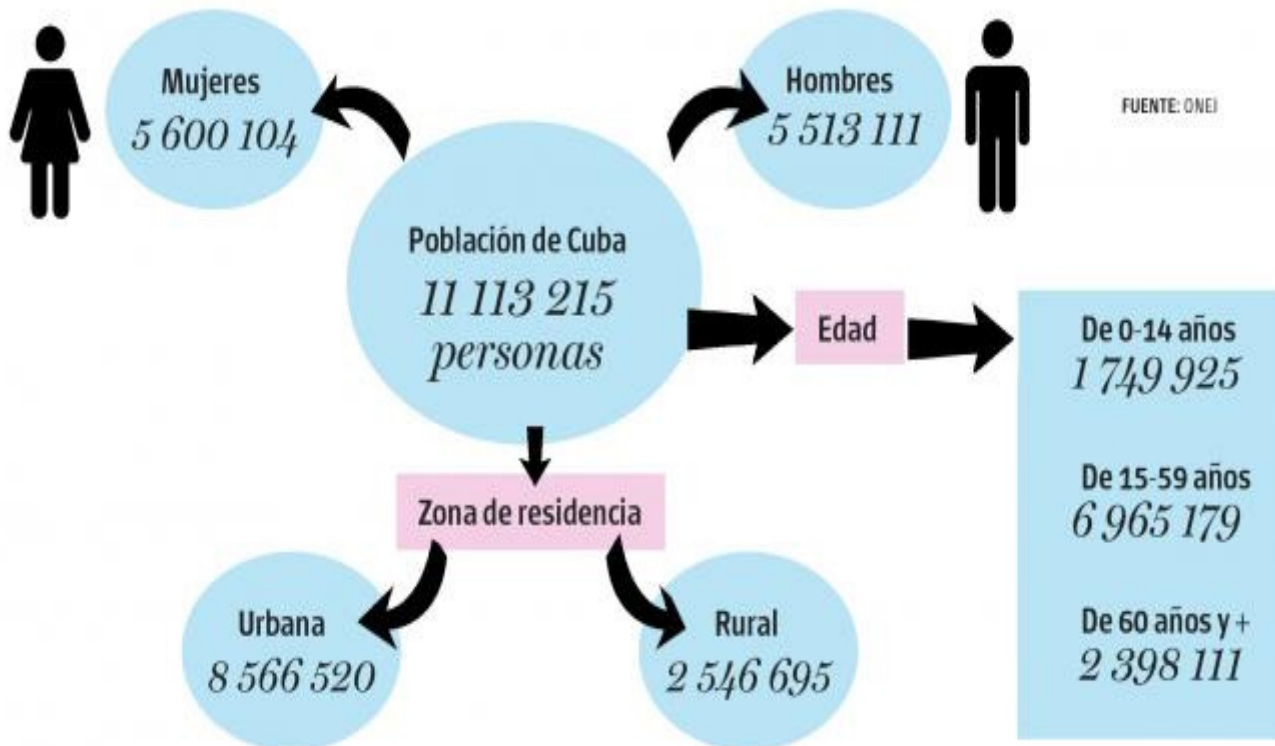 Mujeres
5 600 104
Hombres
5 513 111
FUENTE: ONEI
Población de Cuba
11 113 215
personas
Edad
De 0-14 años
1 749 925
De 15-59 años
6 965 179
De 60 años y +
2 398 111
Zona de residencia
Urbana
8 566 520
Rural
2 546 695